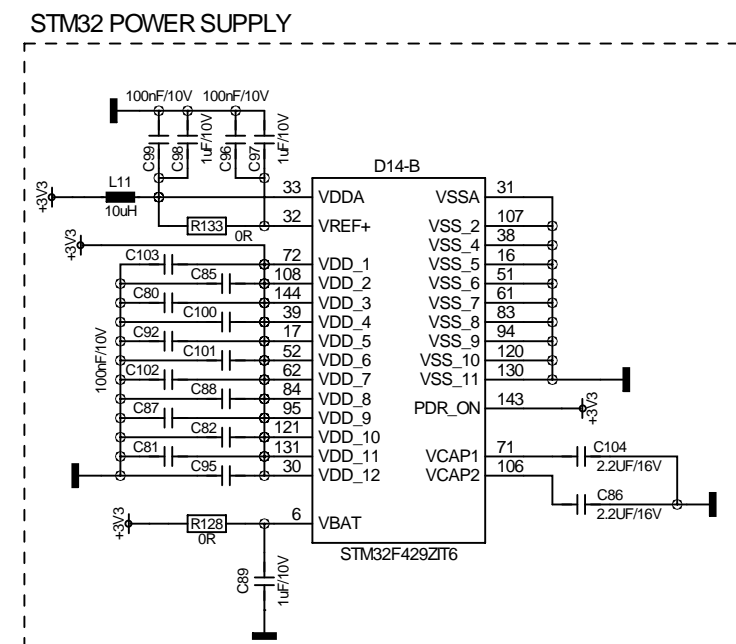 STM32 POWER SUPPLY
100nF/10V 100nF/10V
C99
C98
1uF/10V
C96
C97
1uF/10V
D14-B
+3V3
L11
10uH
33 VDDA
VSSA 31
R133
0R
32 VREF+
VSS_2 107
+3V3
VSS_4 38
C103
72 VDD_1
VSS_5 16
C85
108 VDD_2
VSS_6 51
C80
144 VDD_3
VSS_7 61
C100
39 VDD_4
VSS_8 83
C92
17 VDD_5
VSS_9 94
100nF/10V
C101
52 VDD_6
VSS_10 120
C102
62 VDD_7
VSS_11 130
C88
84 VDD_8
PDR_ON 143
+3V3
C87
95 VDD_9
C82
121 VDD_10
C81
131 VDD_11
VCAP1 71
C104
2.2UF/16V
C95
30 VDD_12
VCAP2 106
C86
2.2UF/16V
+3V3
R128
0R
6 VBAT
STM32F429ZIT6
C89
1uF/10V